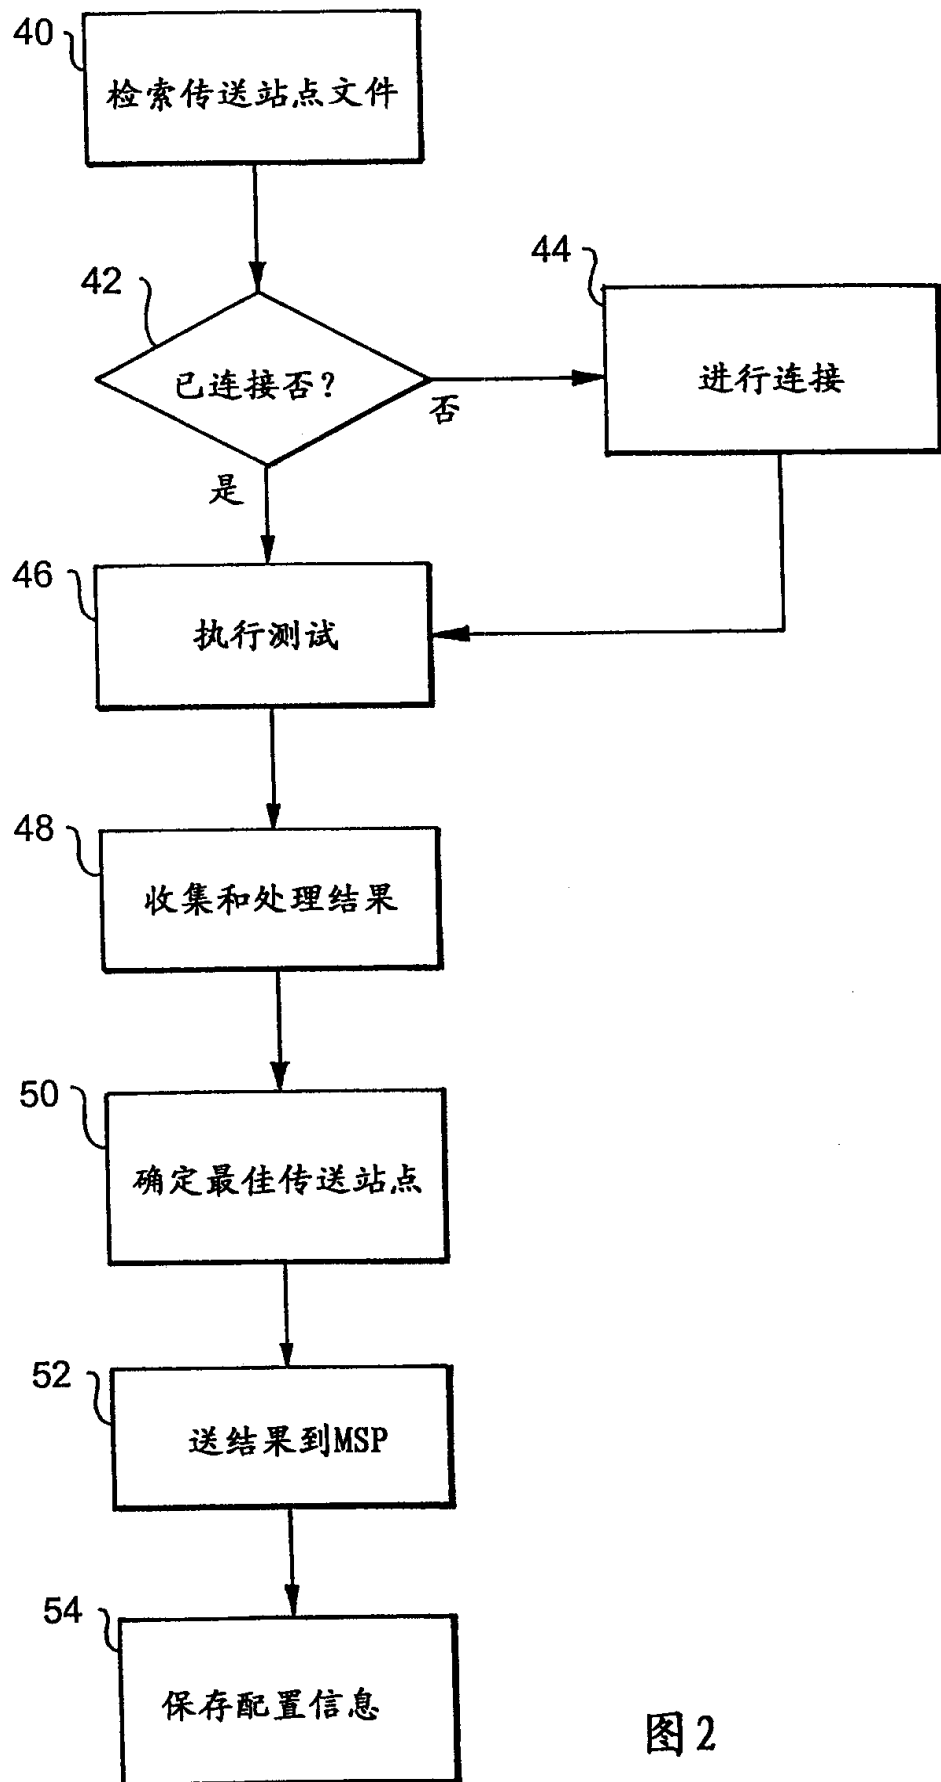 40
检索传送站点文件
42
已连接否?
44
进行连接
否
是
46
执行测试
48
收集和处理结果
50
确定最佳传送站点
52
送结果到MSP
54
保存配置信息
图2